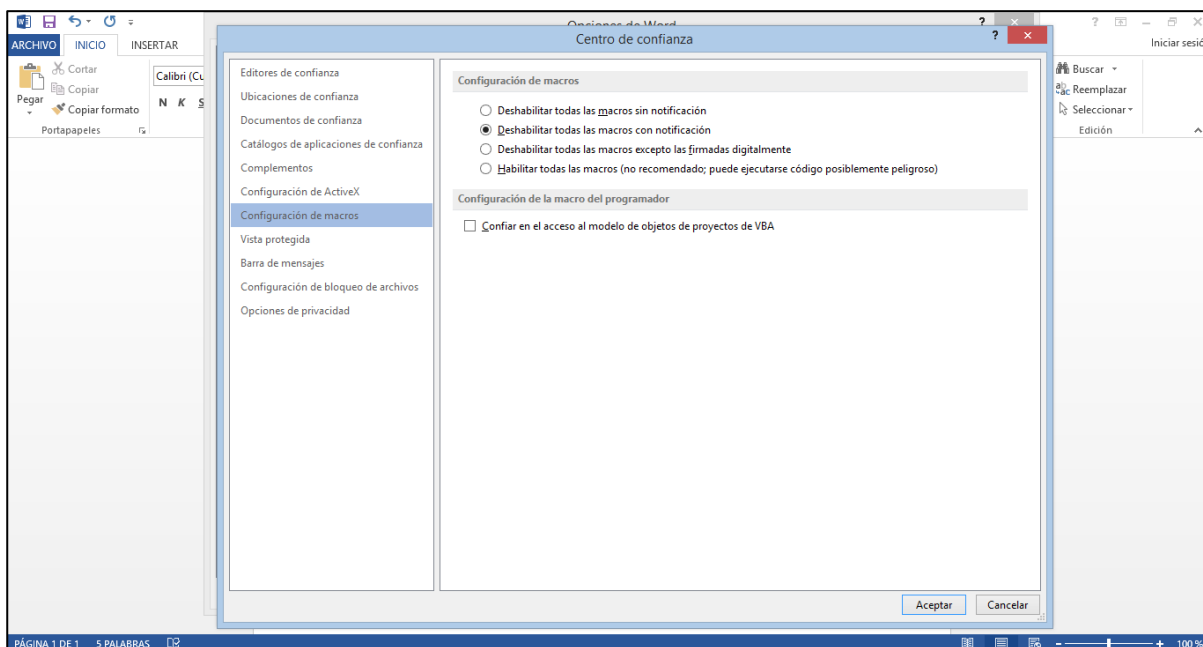 Opciones de Word
Centro de confianza
ARCHIVO INICIO INSERTAR
Iniciar sesió
Cortar
Copiar
Copiar formato
Pegar
Portapapeles
Calibri (Cu
N K S
Buscar
Reemplazar
Seleccionar
Edición
Editores de confianza
Ubicaciones de confianza
Documentos de confianza
Catálogos de aplicaciones de confianza
Complementos
Configuración de ActiveX
Configuración de macros
Vista protegida
Barra de mensajes
Configuración de bloqueo de archivos
Opciones de privacidad
Configuración de macros
Deshabilitar todas las macros sin notificación
Deshabilitar todas las macros con notificación
Deshabilitar todas las macros excepto las firmadas digitalmente
Habilitar todas las macros (no recomendado; puede ejecutarse código posiblemente peligroso)
Configuración de la macro del programador
Confiar en el acceso al modelo de objetos de proyectos de VBA
Aceptar Cancelar
PÁGINA 1 DE 1 5 PALABRAS
100 %